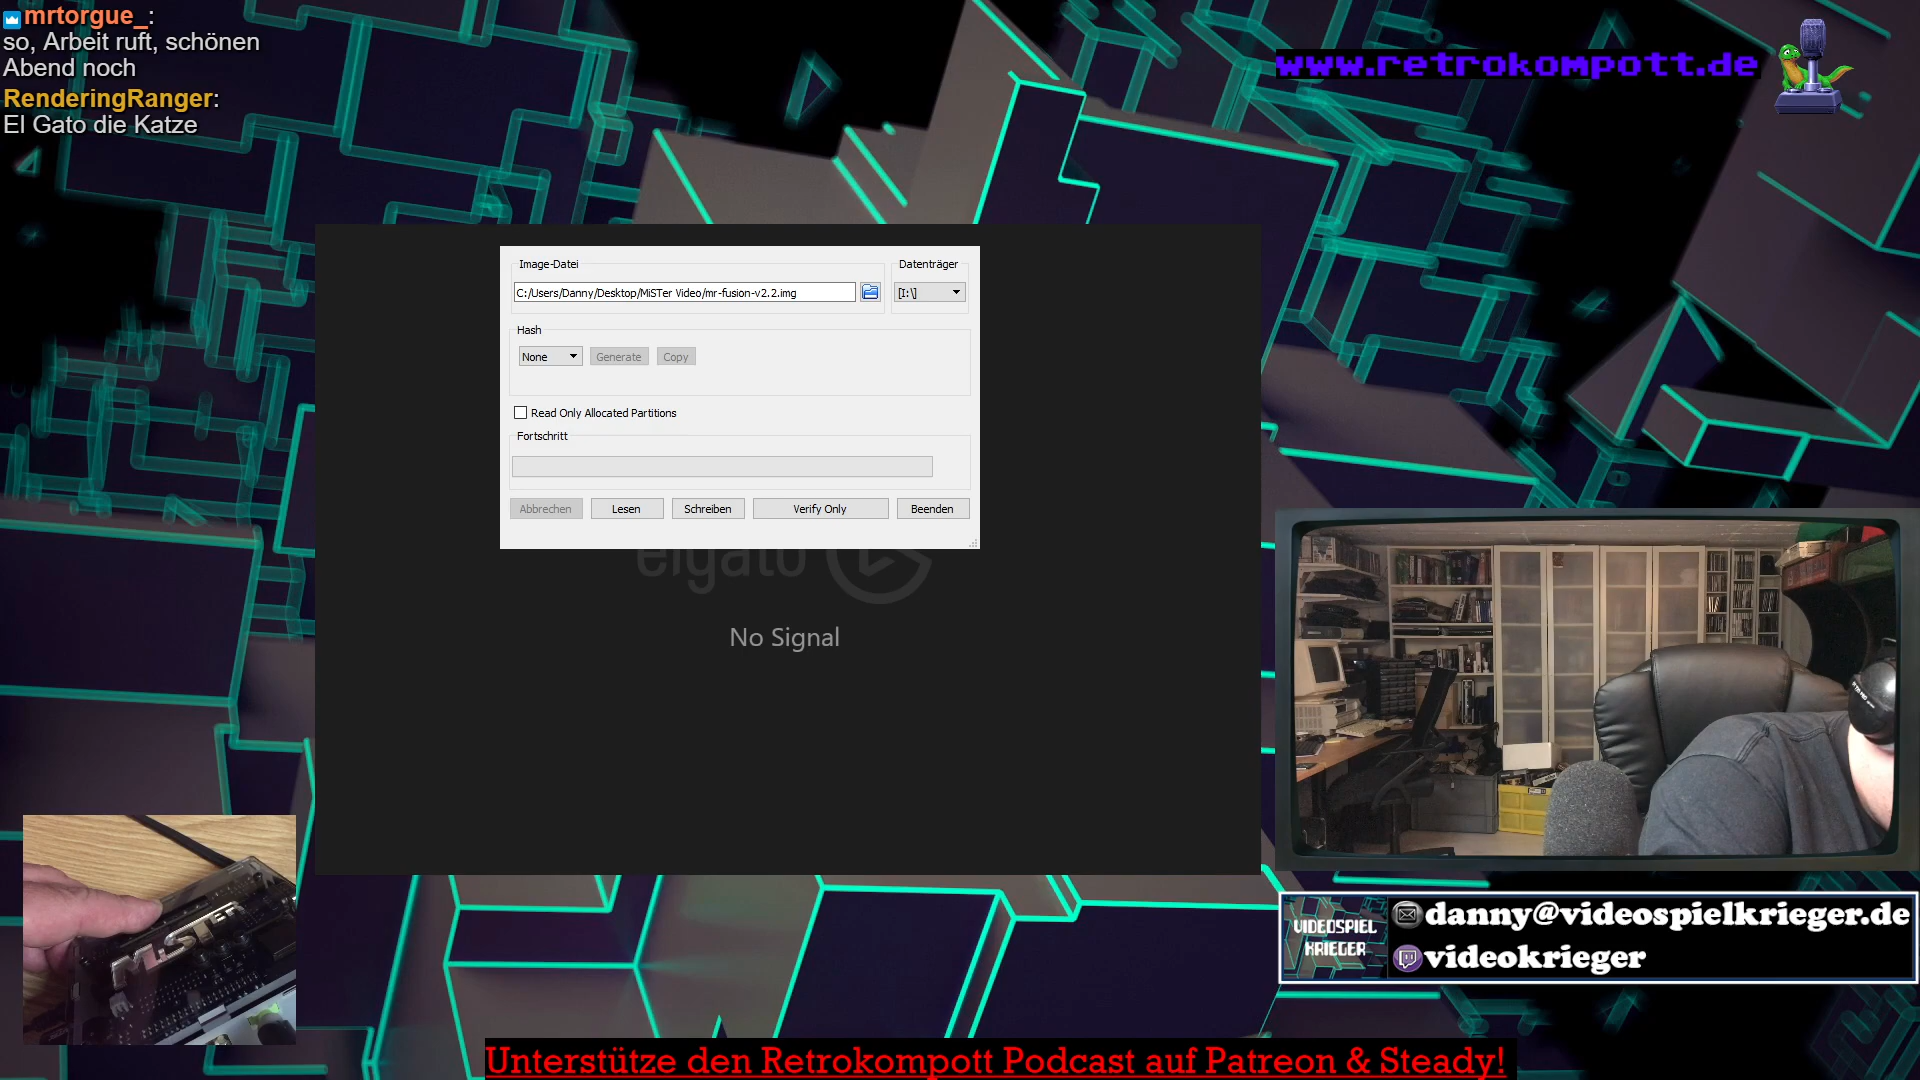 mrtorgue_:
so, Arbeit ruft, schönen
Abend noch
RenderingRanger:
El Gato die Katze
www.retrokompott.de
Image-Datei
Datenträger
C:/Users/Danny/Desktop/MiSTer Video/mr-fusion-v2.2.img
[I:\]
Hash
None
Generate
Copy
Read Only Allocated Partitions
Fortschritt
Abbrechen
Lesen
Schreiben
Verify Only
Beenden
elgato
No Signal
MiSTer
VIDEOSPIEL
KRIEGER
danny@videospielkrieger.de
videokrieger
Unterstütze den Retrokompott Podcast auf Patreon & Steady!